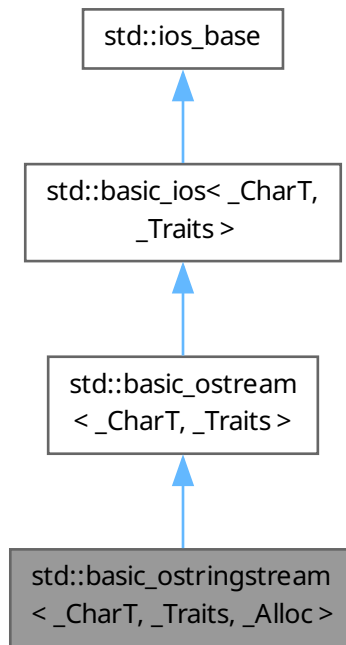 std::ios_base
std::basic_ios< _CharT,
_Traits >
std::basic_ostream
< _CharT, _Traits >
std::basic_ostringstream
< _CharT, _Traits, _Alloc >